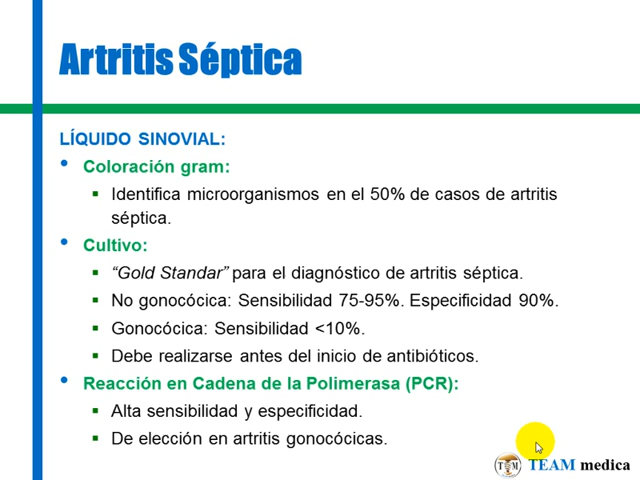 Artritis Séptica
LÍQUIDO SINOVIAL:
• Coloración gram:
▪ Identifica microorganismos en el 50% de casos de artritis
séptica.
• Cultivo:
▪ “Gold Standar” para el diagnóstico de artritis séptica.
▪ No gonocócica: Sensibilidad 75-95%. Especificidad 90%.
▪ Gonocócica: Sensibilidad <10%.
▪ Debe realizarse antes del inicio de antibióticos.
• Reacción en Cadena de la Polimerasa (PCR):
▪ Alta sensibilidad y especificidad.
▪ De elección en artritis gonocócicas.
TEAM medica